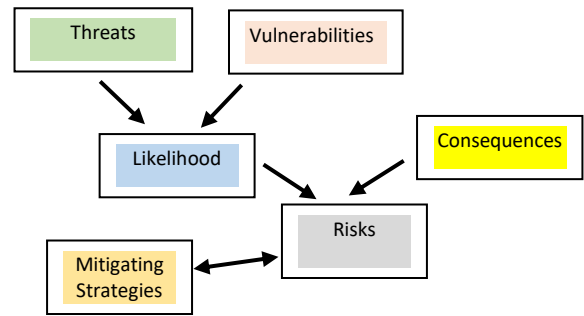 Threats
Vulnerabilities
Likelihood
Consequences
Risks
Mitigating
Strategies